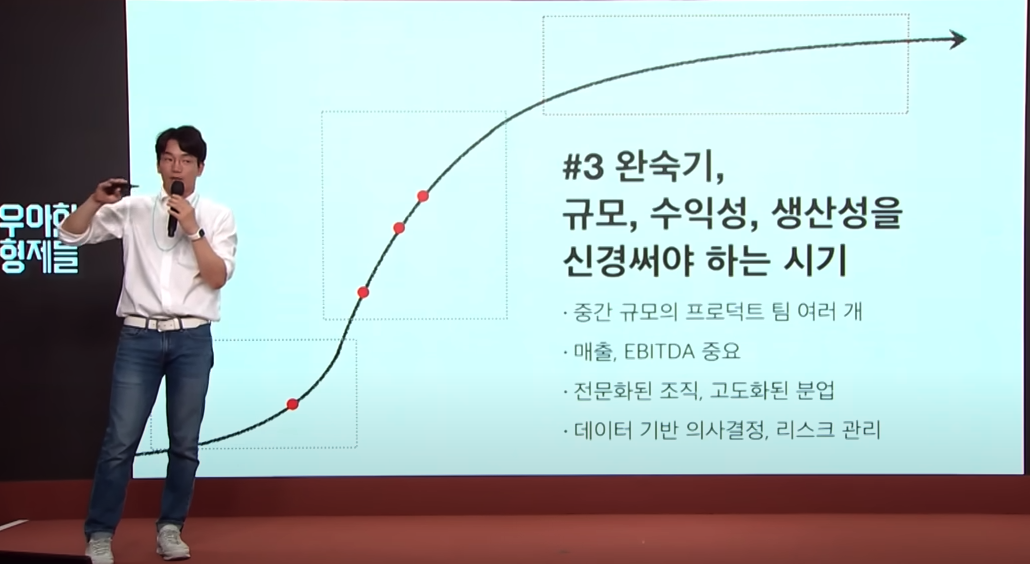 우아한
형제들
#3 완숙기,
규모, 수익성, 생산성을
신경써야 하는 시기
· 중간 규모의 프로덕트 팀 여러 개
· 매출, EBITDA 중요
· 전문화된 조직, 고도화된 분업
· 데이터 기반 의사결정, 리스크 관리